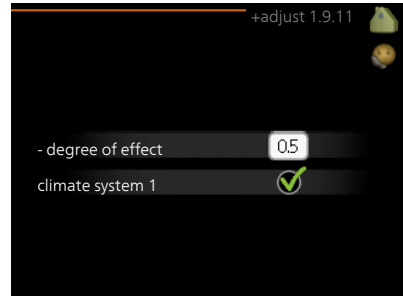 +adjust 1.9.11
- degree of effect 0.5
climate system 1